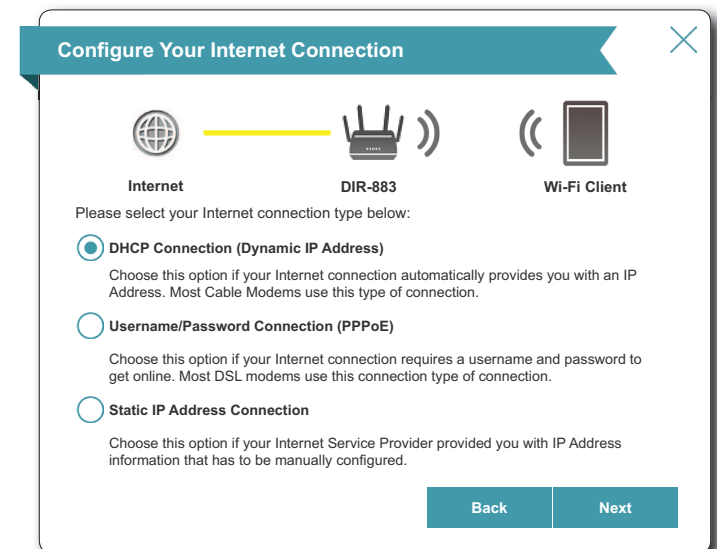 Configure Your Internet Connection
Internet
DIR-883
Wi-Fi Client
Please select your Internet connection type below:
DHCP Connection (Dynamic IP Address)
Choose this option if your Internet connection automatically provides you with an IP
Address. Most Cable Modems use this type of connection.
Username/Password Connection (PPPoE)
Choose this option if your Internet connection requires a username and password to
get online. Most DSL modems use this connection type of connection.
Static IP Address Connection
Choose this option if your Internet Service Provider provided you with IP Address
information that has to be manually configured.
Back
Next